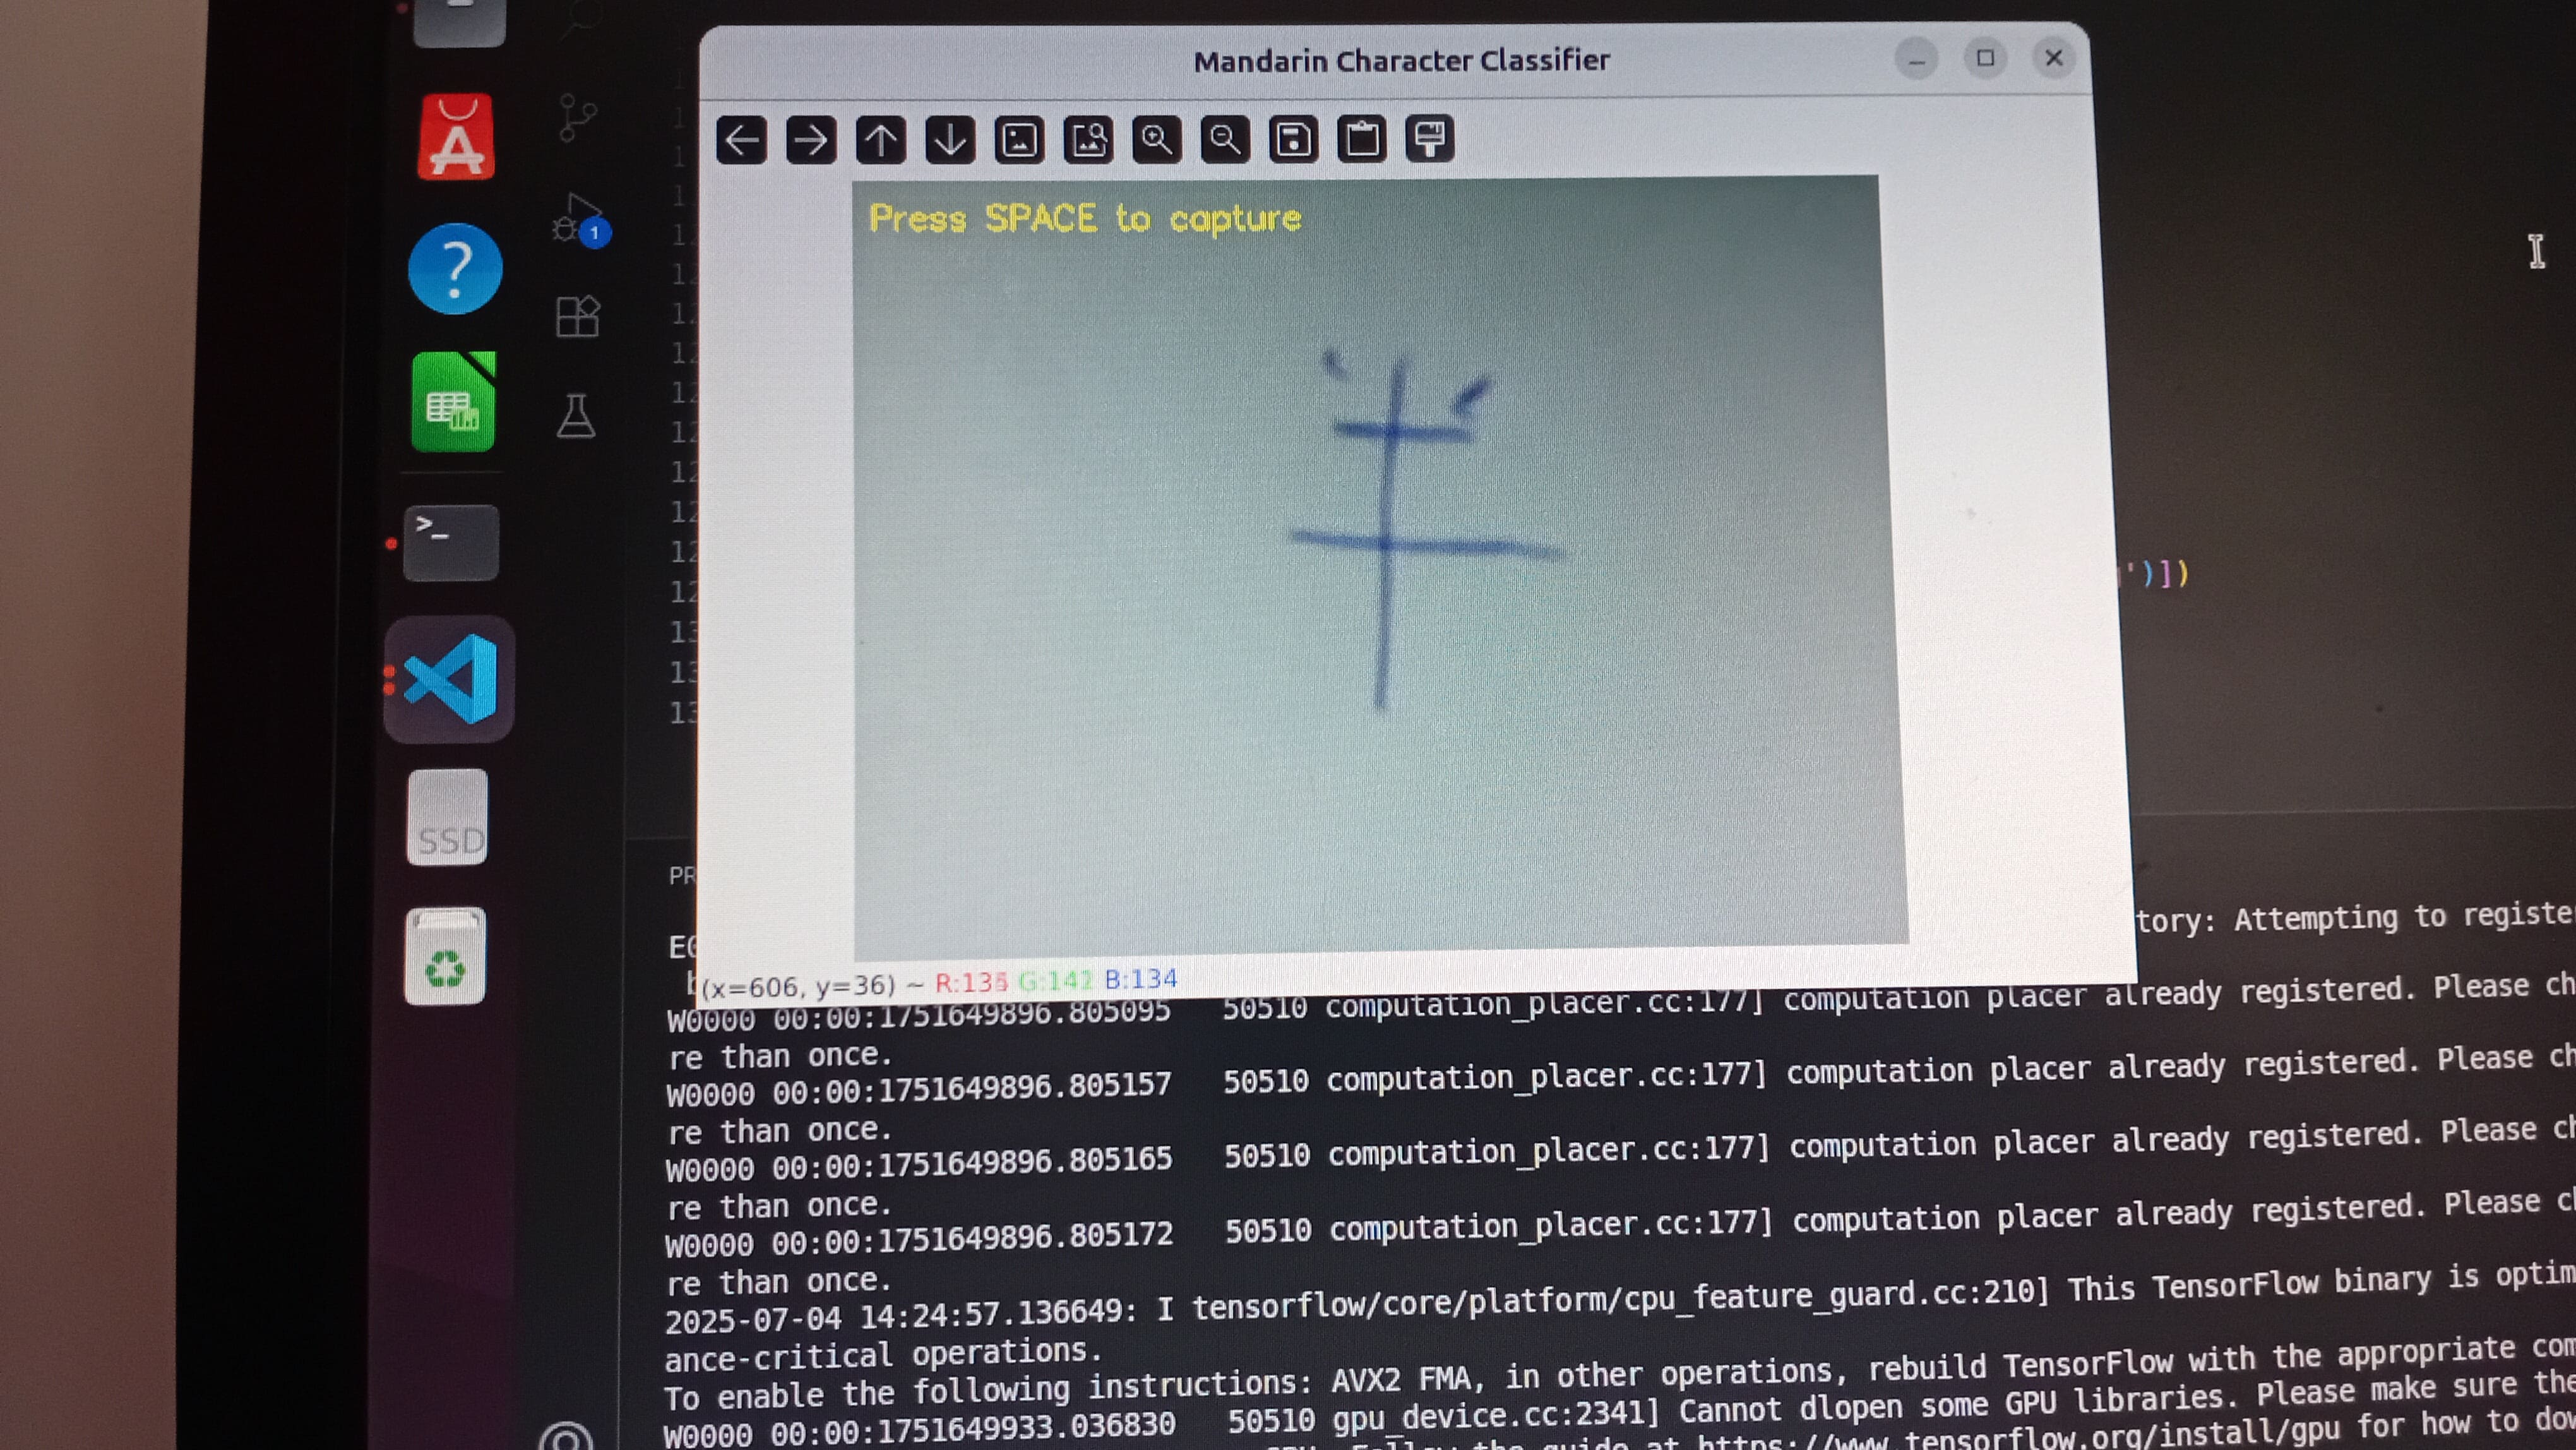 Mandarin Character Classifier
Press SPACE to capture
半
(x=606, y=36) ~ R:135 G:142 B:134
A
?
1
>_
SSD
')])
PR
tory: Attempting to registe
W0000 00:00:1751649896.805095 50510 computation_placer.cc:177] computation placer already registered. Please ch
re than once.
W0000 00:00:1751649896.805157 50510 computation_placer.cc:177] computation placer already registered. Please ch
re than once.
W0000 00:00:1751649896.805165 50510 computation_placer.cc:177] computation placer already registered. Please ch
re than once.
W0000 00:00:1751649896.805172 50510 computation_placer.cc:177] computation placer already registered. Please cl
re than once.
2025-07-04 14:24:57.136649: I tensorflow/core/platform/cpu_feature_guard.cc:210] This TensorFlow binary is optim
ance-critical operations.
To enable the following instructions: AVX2 FMA, in other operations, rebuild TensorFlow with the appropriate com
W0000 00:00:1751649933.036830 50510 gpu_device.cc:2341] Cannot dlopen some GPU libraries. Please make sure the
the guide at https://www.tensorflow.org/install/gpu for how to dow